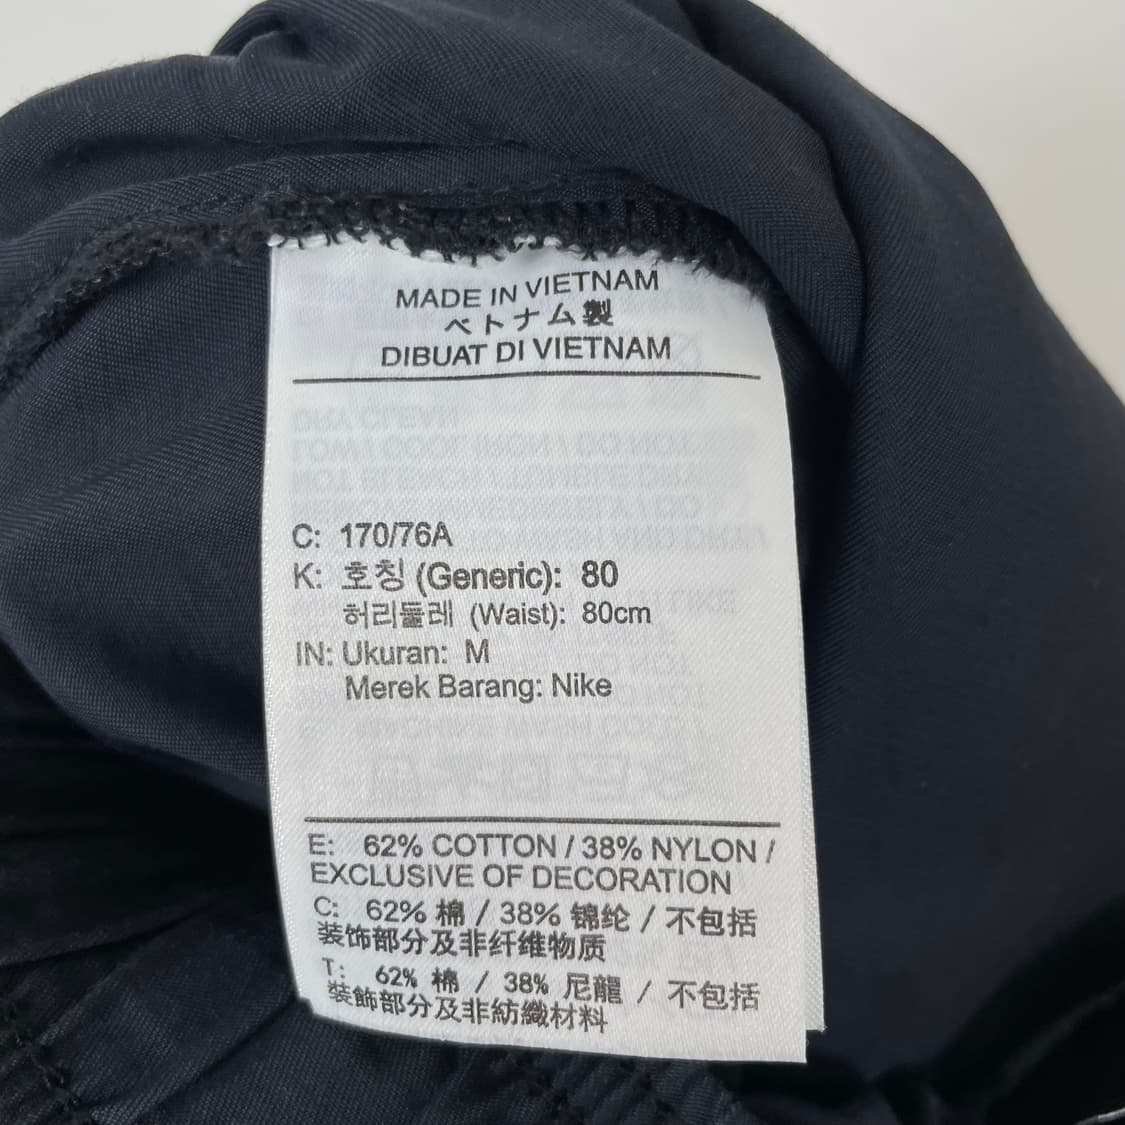 MADE IN VIETNAM
ベトナム製
DIBUAT DI VIETNAM
C: 170/76A
K: 호칭 (Generic): 80
허리둘레 (Waist): 80cm
IN: Ukuran: M
Merek Barang: Nike
E: 62% COTTON / 38% NYLON /
EXCLUSIVE OF DECORATION
C: 62% 棉 / 38% 锦纶 / 不包括
装饰部分及非纤维物质
T: 62% 棉 / 38% 尼龍 / 不包括
裝飾部分及非紡織材料